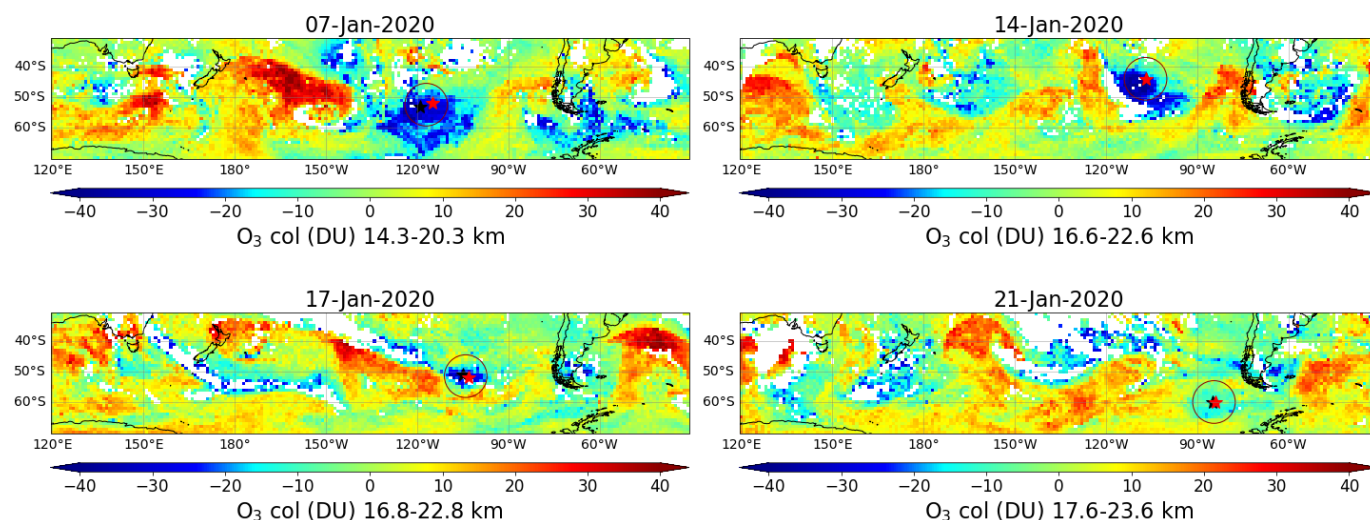 07-Jan-2020
40°S
50°S
60°S
120°E 150°E 180° 150°W 120°W 90°W 60°W
−40 −30 −20 −10 0 10 20 30 40
O₃ col (DU) 14.3-20.3 km
14-Jan-2020
40°S
50°S
60°S
120°E 150°E 180° 150°W 120°W 90°W 60°W
−40 −30 −20 −10 0 10 20 30 40
O₃ col (DU) 16.6-22.6 km
17-Jan-2020
40°S
50°S
60°S
120°E 150°E 180° 150°W 120°W 90°W 60°W
−40 −30 −20 −10 0 10 20 30 40
O₃ col (DU) 16.8-22.8 km
21-Jan-2020
40°S
50°S
60°S
120°E 150°E 180° 150°W 120°W 90°W 60°W
−40 −30 −20 −10 0 10 20 30 40
O₃ col (DU) 17.6-23.6 km